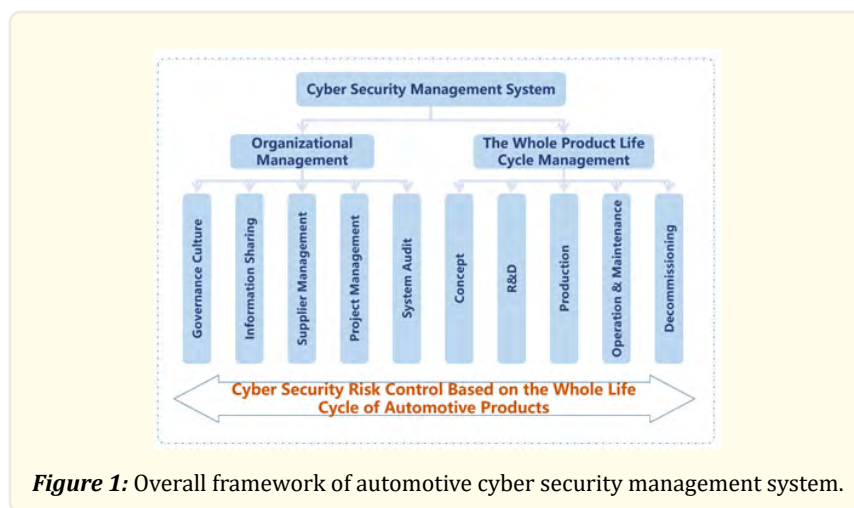 Cyber Security Management System
Organizational
Management
The Whole Product Life
Cycle Management
Governance Culture
Information Sharing
Supplier Management
Project Management
System Audit
Concept
R&D
Production
Operation & Maintenance
Decommissioning
Cyber Security Risk Control Based on the Whole Life
Cycle of Automotive Products
Figure 1: Overall framework of automotive cyber security management system.